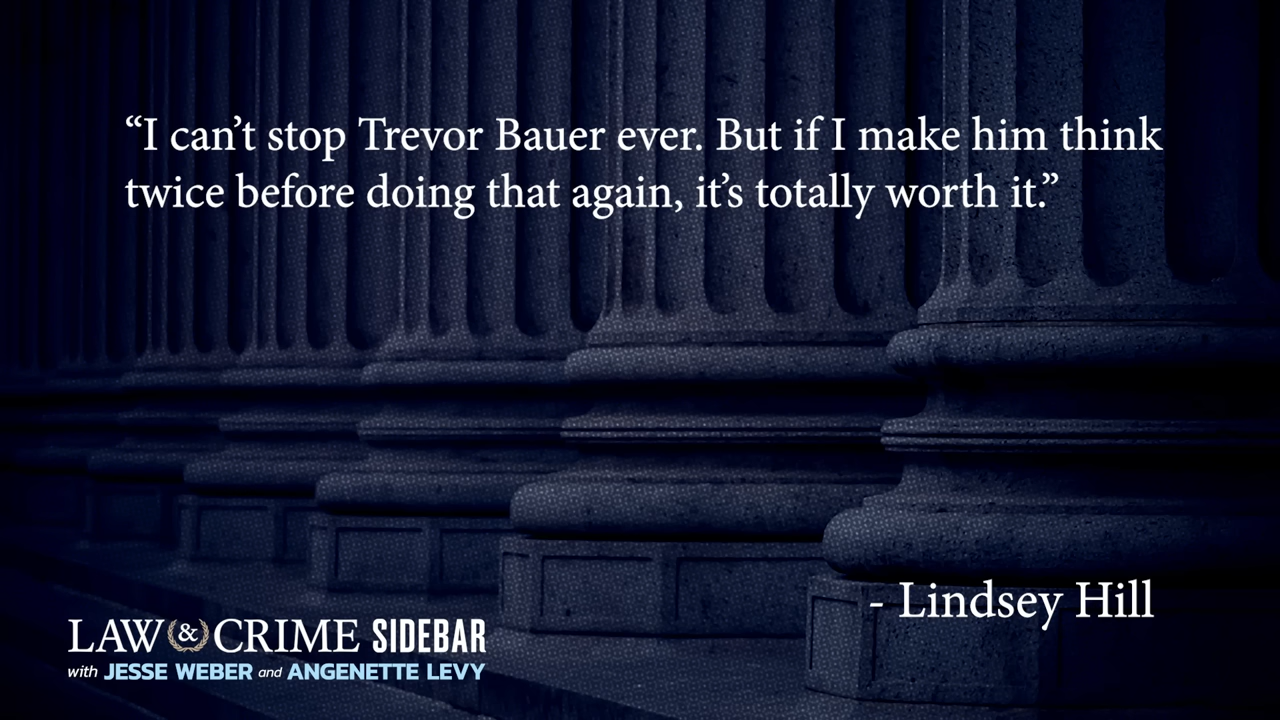 “I can’t stop Trevor Bauer ever. But if I make him think
twice before doing that again, it’s totally worth it.”
- Lindsey Hill
LAW & CRIME SIDEBAR
with JESSE WEBER and ANGENETTE LEVY